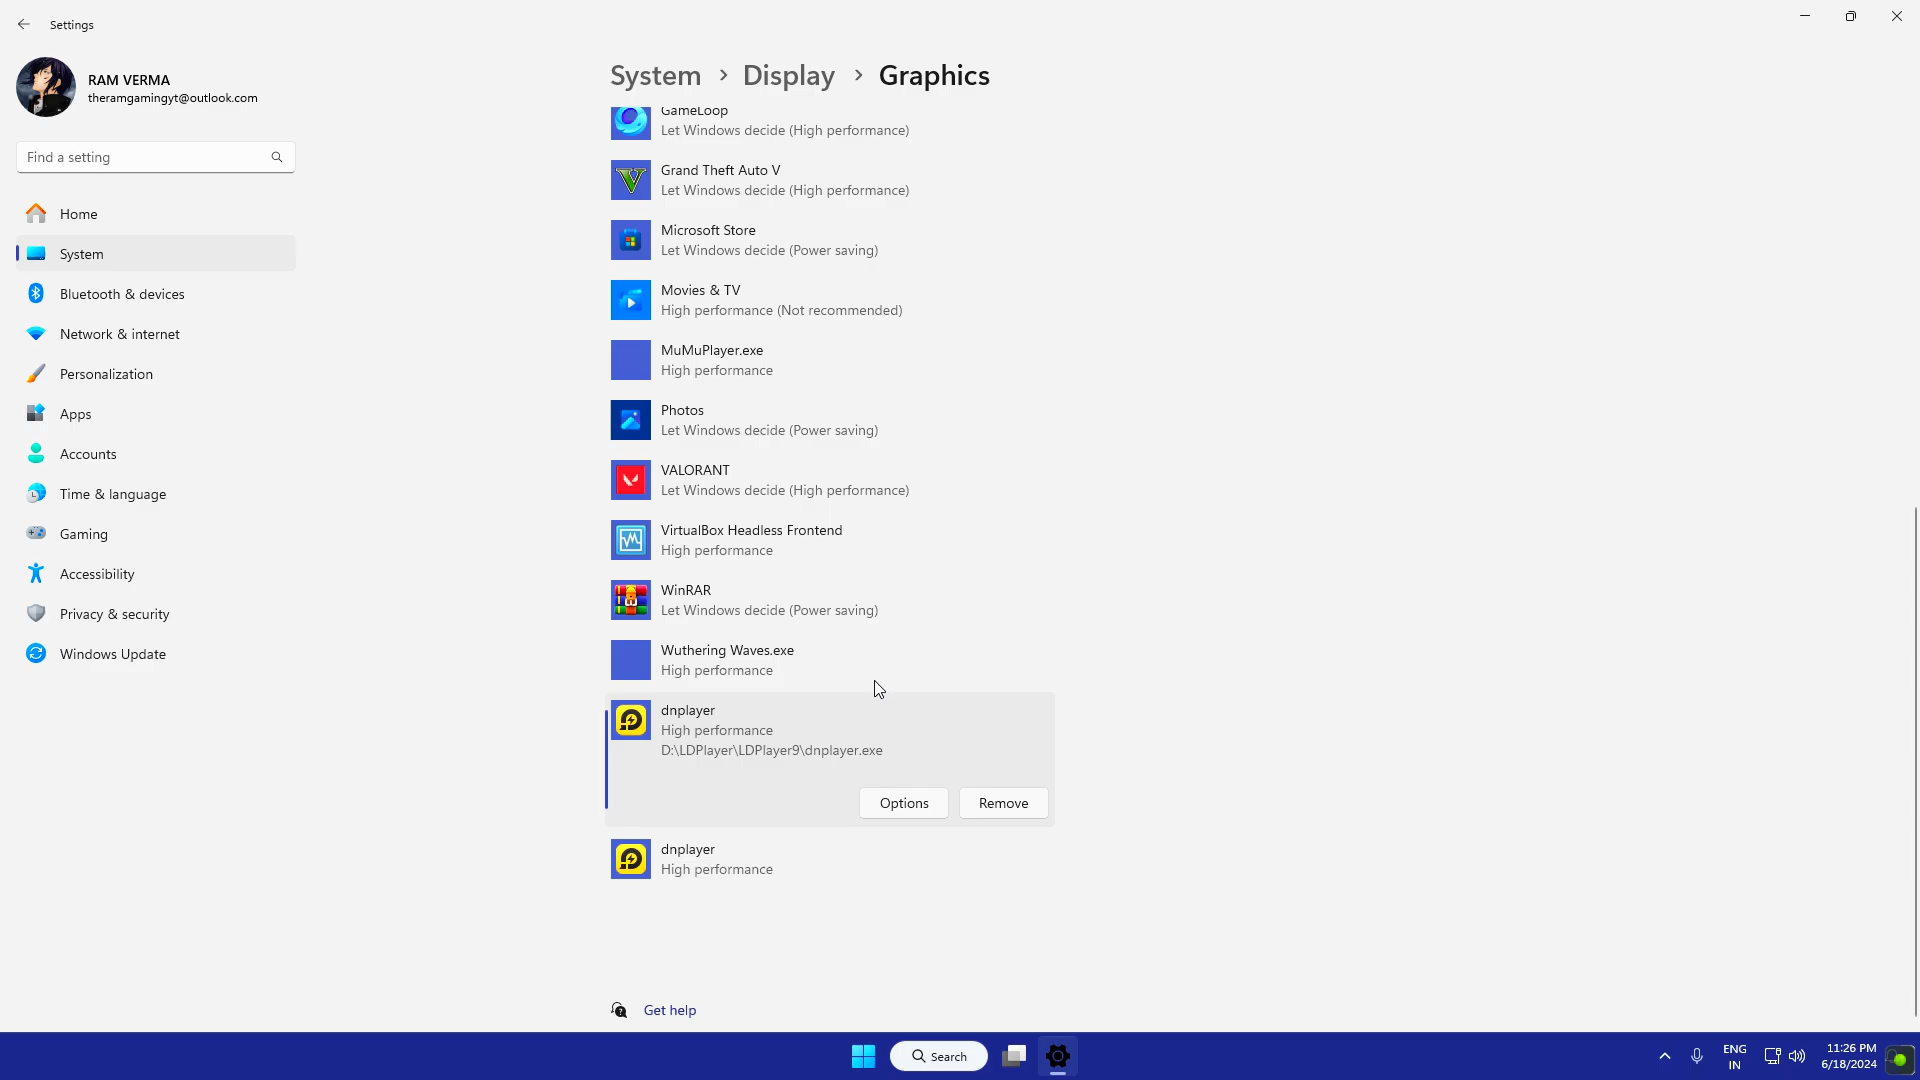 Settings
RAM VERMA
theramgamingyt@outlook.com
Find a setting
Home
System
Bluetooth & devices
Network & internet
Personalization
Apps
Accounts
Time & language
Gaming
Accessibility
Privacy & security
Windows Update
System > Display > Graphics
GameLoop
Let Windows decide (High performance)
Grand Theft Auto V
Let Windows decide (High performance)
Microsoft Store
Let Windows decide (Power saving)
Movies & TV
High performance (Not recommended)
MuMuPlayer.exe
High performance
Photos
Let Windows decide (Power saving)
VALORANT
Let Windows decide (High performance)
VirtualBox Headless Frontend
High performance
WinRAR
Let Windows decide (Power saving)
Wuthering Waves.exe
High performance
dnplayer
High performance
D:\LDPlayer\LDPlayer9\dnplayer.exe
Options Remove
dnplayer
High performance
Get help
Search
ENG
IN
11:26 PM
6/18/2024